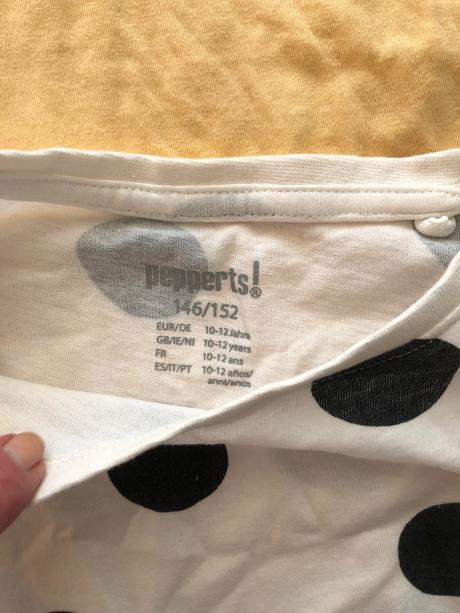 pepperts!®
146/152
EUR/DE 10-12 Jahre
GB/IE/NI 10-12 years
FR 10-12 ans
ES/IT/PT 10-12 años/
anni/anos